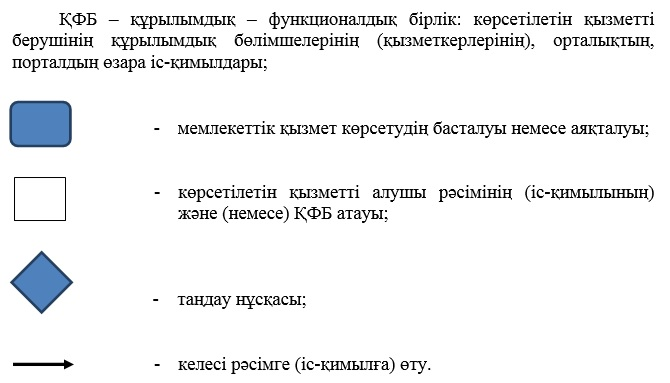 ҚФБ – құрылымдық – функционалдық бірлік: көрсетілетін қызметті
берушінің құрылымдық бөлімшелерінің (қызметкерлерінің), орталықтың,
порталдың өзара іс-қимылдары;
- мемлекеттік қызмет көрсетудің басталуы немесе аяқталуы;
- көрсетілетін қызметті алушы рәсімінің (іс-қимылының)
және (немесе) ҚФБ атауы;
- таңдау нұсқасы;
- келесі рәсімге (іс-қимылға) өту.